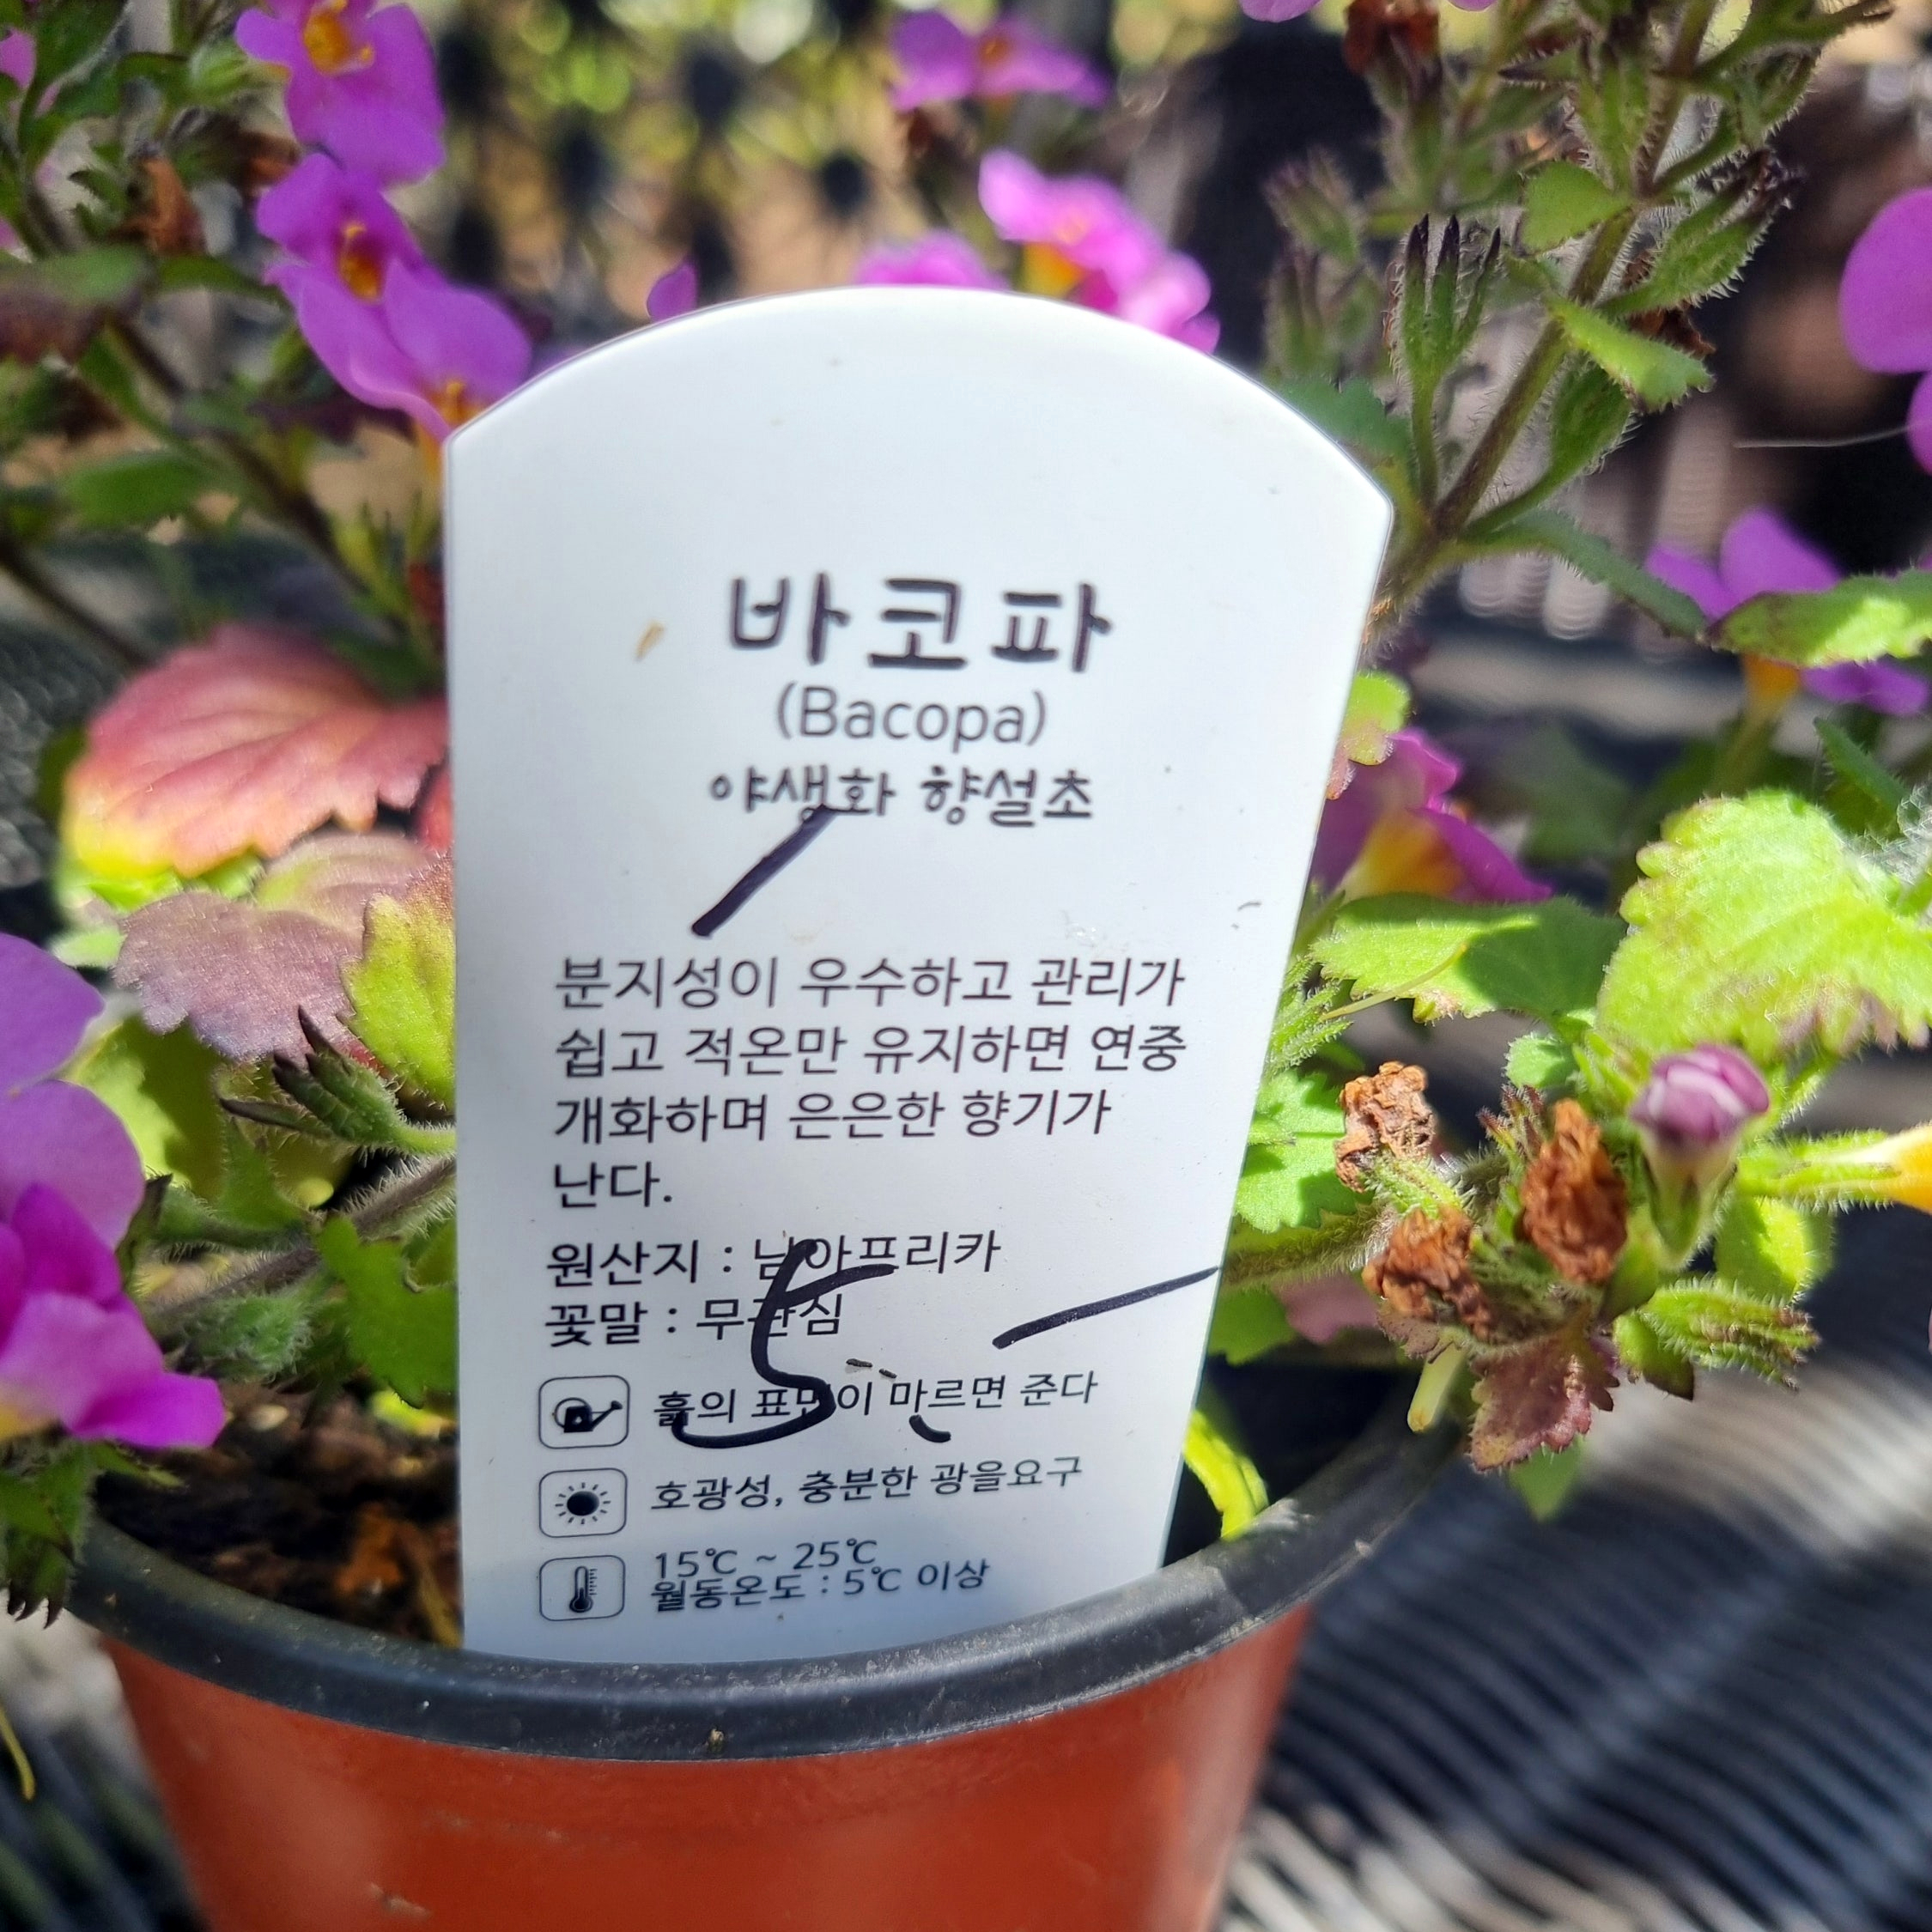 바코파
(Bacopa)
야생화 향설초
분지성이 우수하고 관리가
쉽고 적온만 유지하면 연중
개화하며 은은한 향기가
난다.
원산지 : 남아프리카
꽃말 : 무관심
5
흙의 표면이 마르면 준다
호광성, 충분한 광을요구
15℃ ~ 25℃
월동온도 : 5℃ 이상